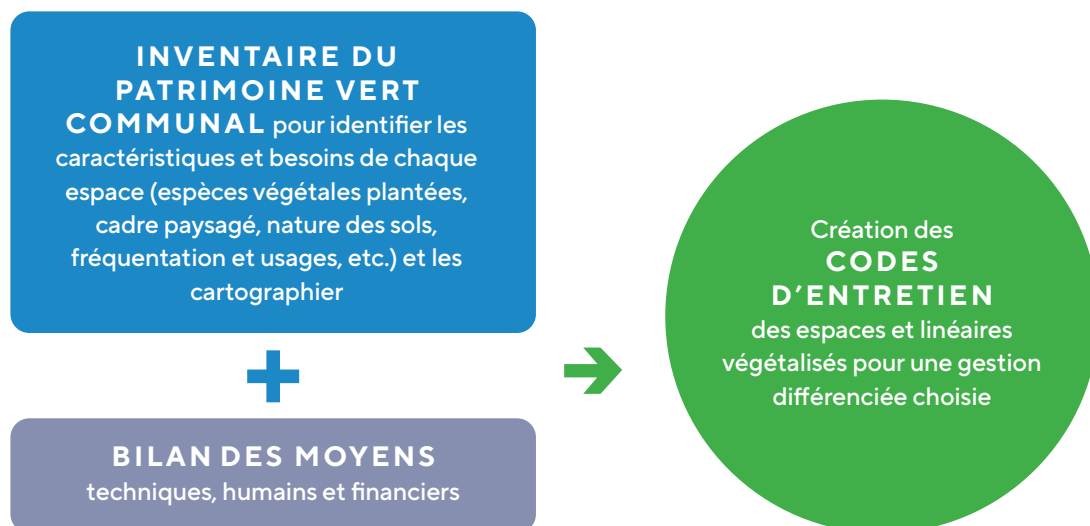 INVENTAIRE DU
PATRIMOINE VERT
COMMUNAL pour identifier les
caractéristiques et besoins de chaque
espace (espèces végétales plantées,
cadre paysagé, nature des sols,
fréquentation et usages, etc.) et les
cartographier
BILAN DES MOYENS
techniques, humains et financiers
Création des
CODES
D'ENTRETIEN
des espaces et linéaires
végétalisés pour une gestion
différenciée choisie